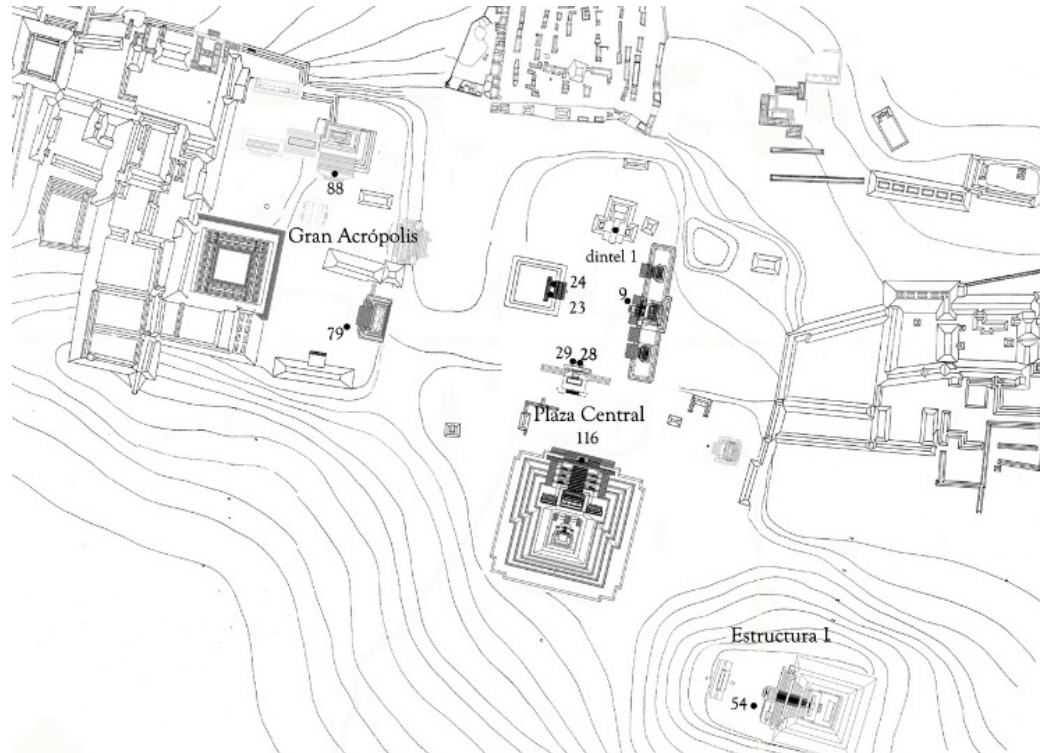 88
Gran Acrópolis
dintel 1
24
9
23
79
29 28
Plaza Central
116
Estructura I
54